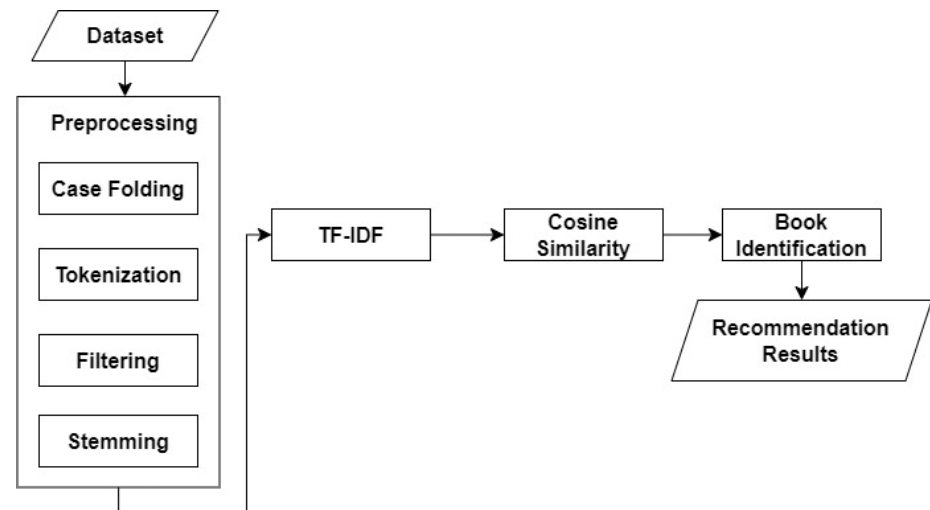 Dataset
Preprocessing
Case Folding
Tokenization
Filtering
Stemming
TF-IDF
Cosine
Similarity
Book
Identification
Recommendation
Results